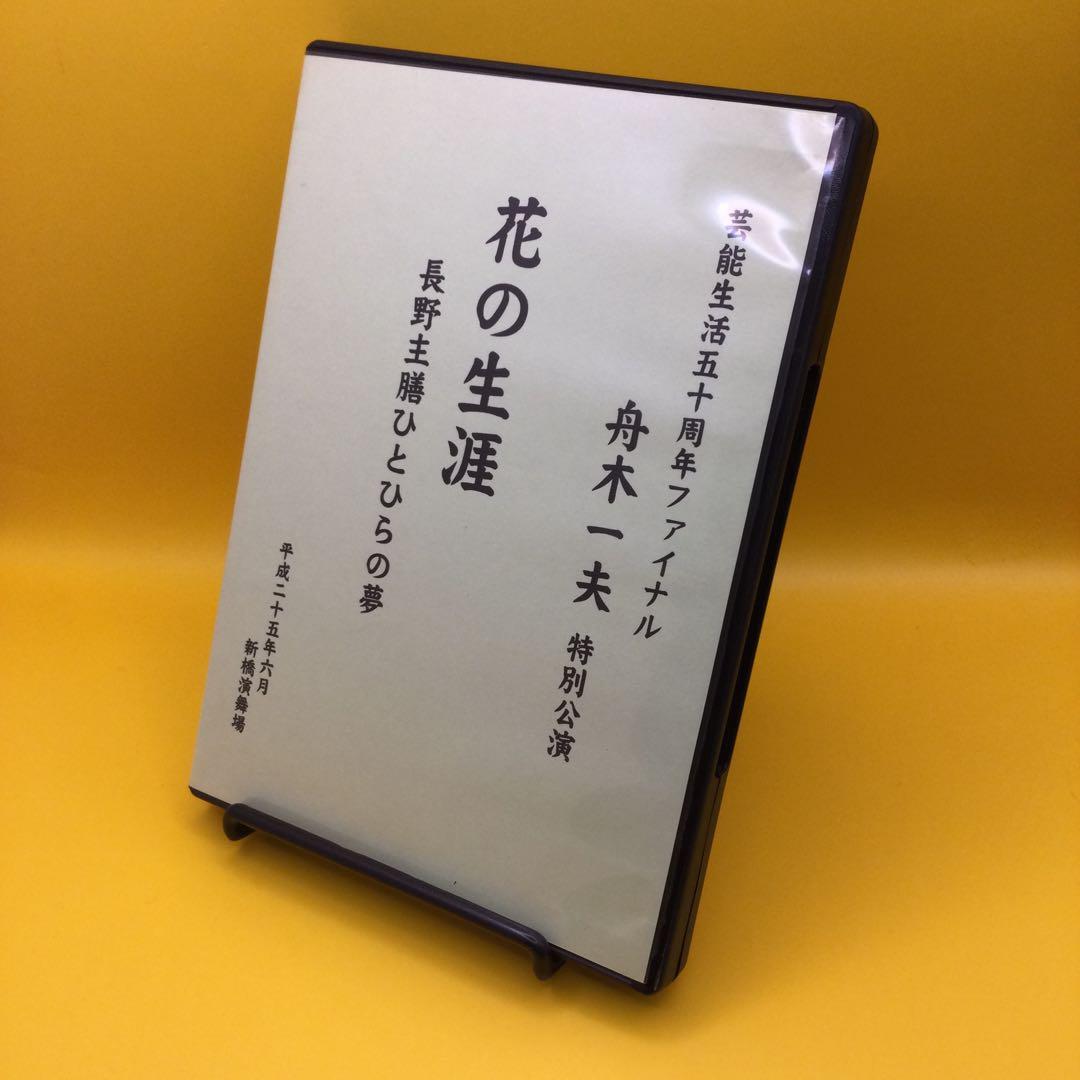 芸能生活五十周年ファイナル
舟木一夫 特別公演
花の生涯
長野主膳ひとひらの夢
平成二十五年六月
新橋演舞場